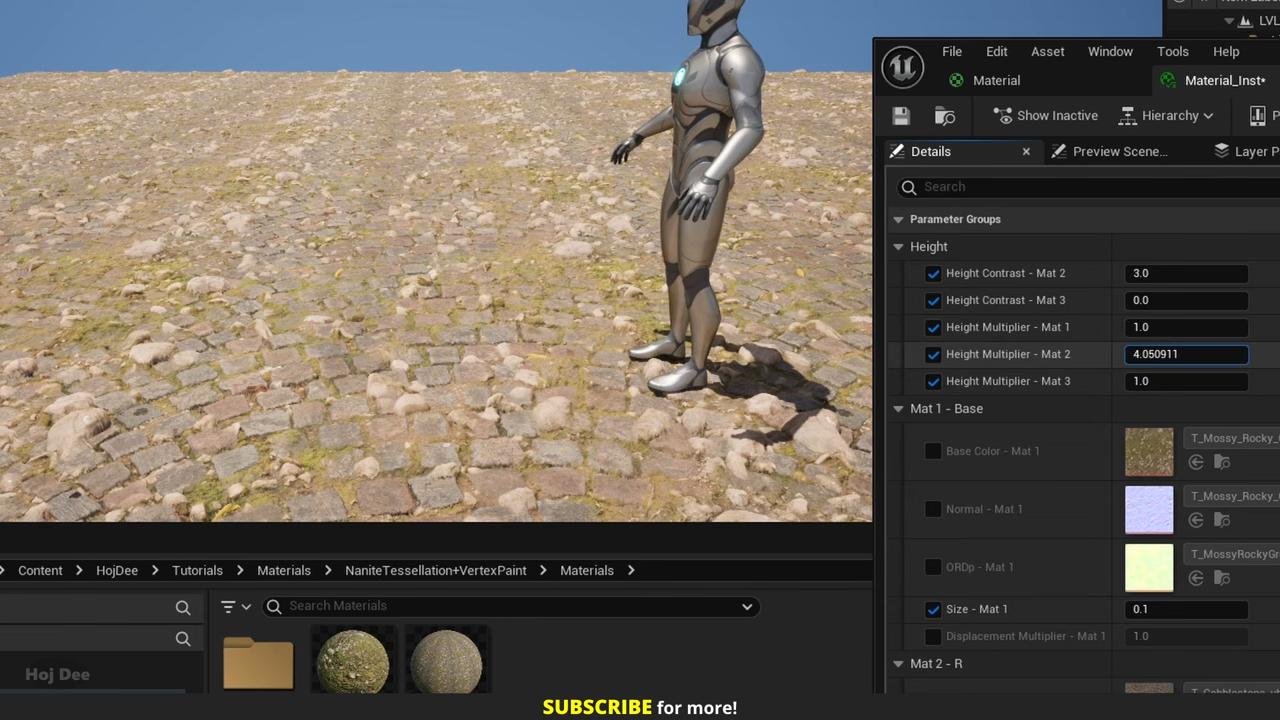 LVL
File Edit Asset Window Tools Help
Material Material_Inst*
Show Inactive Hierarchy
Details Preview Scene... Layer P
Search
Parameter Groups
Height
Height Contrast - Mat 2 3.0
Height Contrast - Mat 3 0.0
Height Multiplier - Mat 1 1.0
Height Multiplier - Mat 2 4.050911
Height Multiplier - Mat 3 1.0
Mat 1 - Base
T_Mossy_Rocky_
Base Color - Mat 1
T_Mossy_Rocky_
Normal - Mat 1
T_MossyRockyGr
ORDp - Mat 1
Size - Mat 1 0.1
Displacement Multiplier - Mat 1 1.0
Mat 2 - R
Content HojDee Tutorials Materials NaniteTessellation+VertexPaint Materials
Search Materials
Hoj Dee
SUBSCRIBE for more!